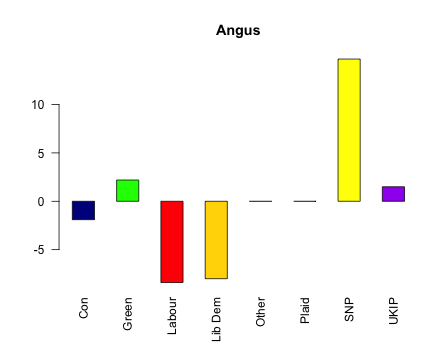 Angus
10
5
0
-5
Con
Green
Labour
Lib Dem
Other
Plaid
SNP
UKIP